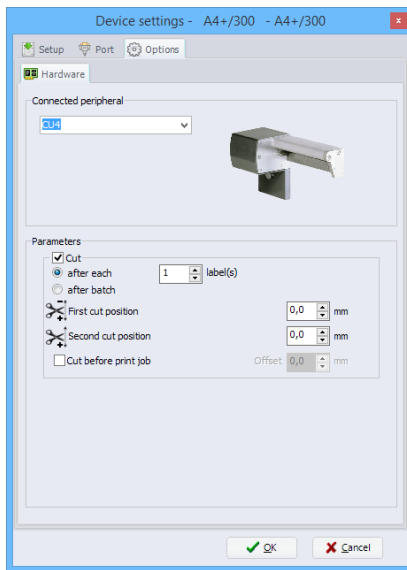 Device settings - A4+/300 - A4+/300
x
Setup Port Options
Hardware
Connected peripheral
CU4
Parameters
Cut
after each 1 label(s)
after batch
First cut position 0,0 mm
Second cut position 0,0 mm
Cut before print job Offset 0,0 mm
OK Cancel